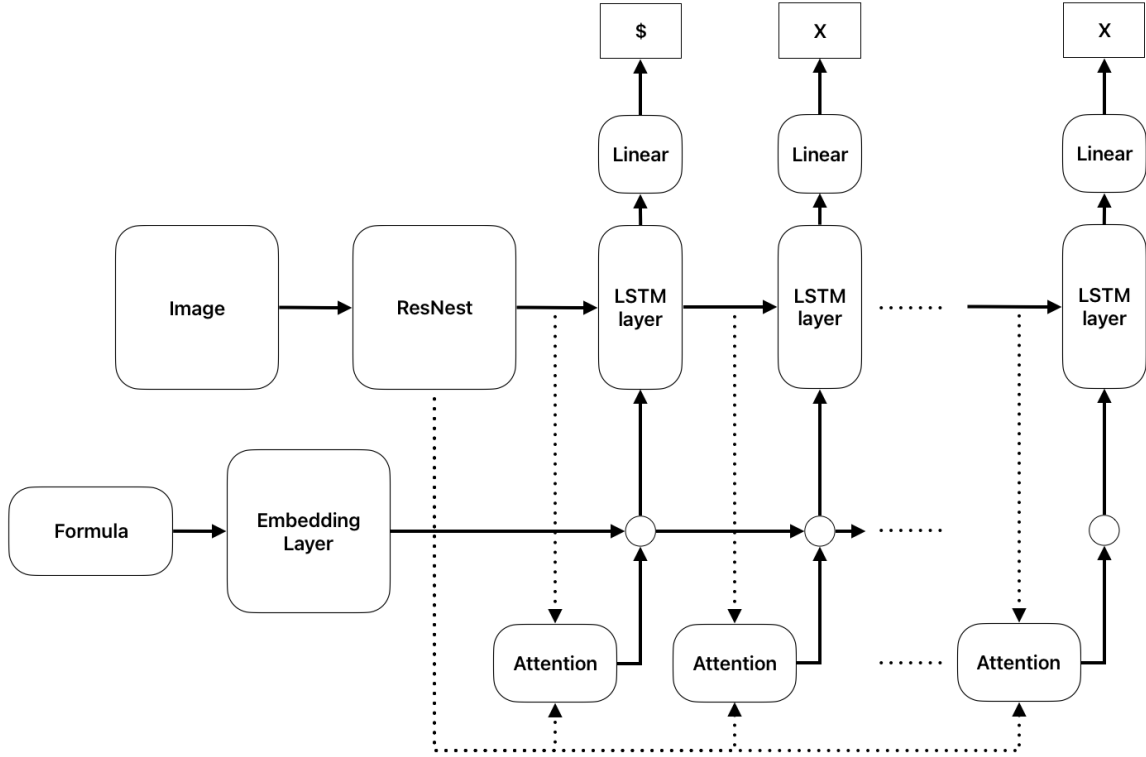 $
X
X
Linear
Linear
Linear
Image
ResNest
LSTM
layer
LSTM
layer
LSTM
layer
Formula
Embedding
Layer
Attention
Attention
Attention